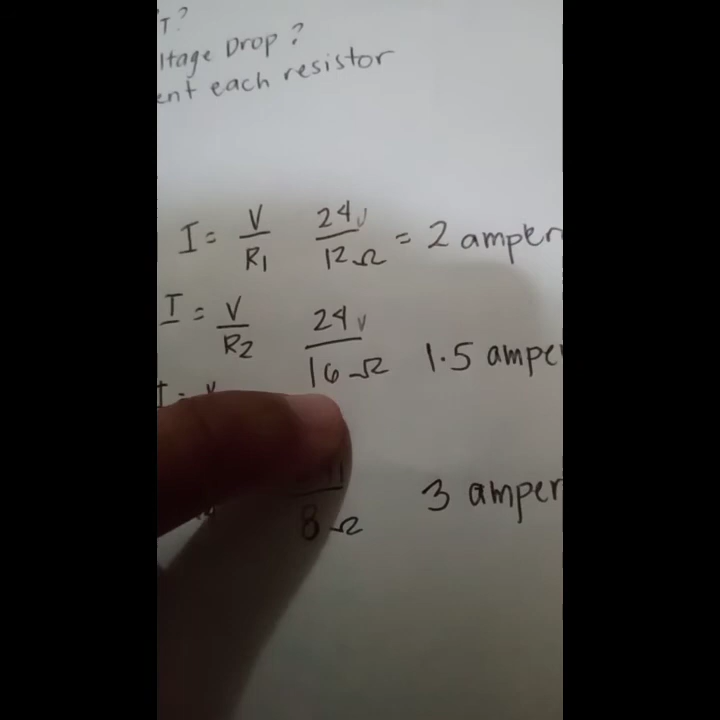 T?
ltage Drop?
ent each resistor
I = V/R1 24v/12Ω = 2 amper
I = V/R2 24v/16Ω 1.5 ampe
I = V
8Ω 3 amper